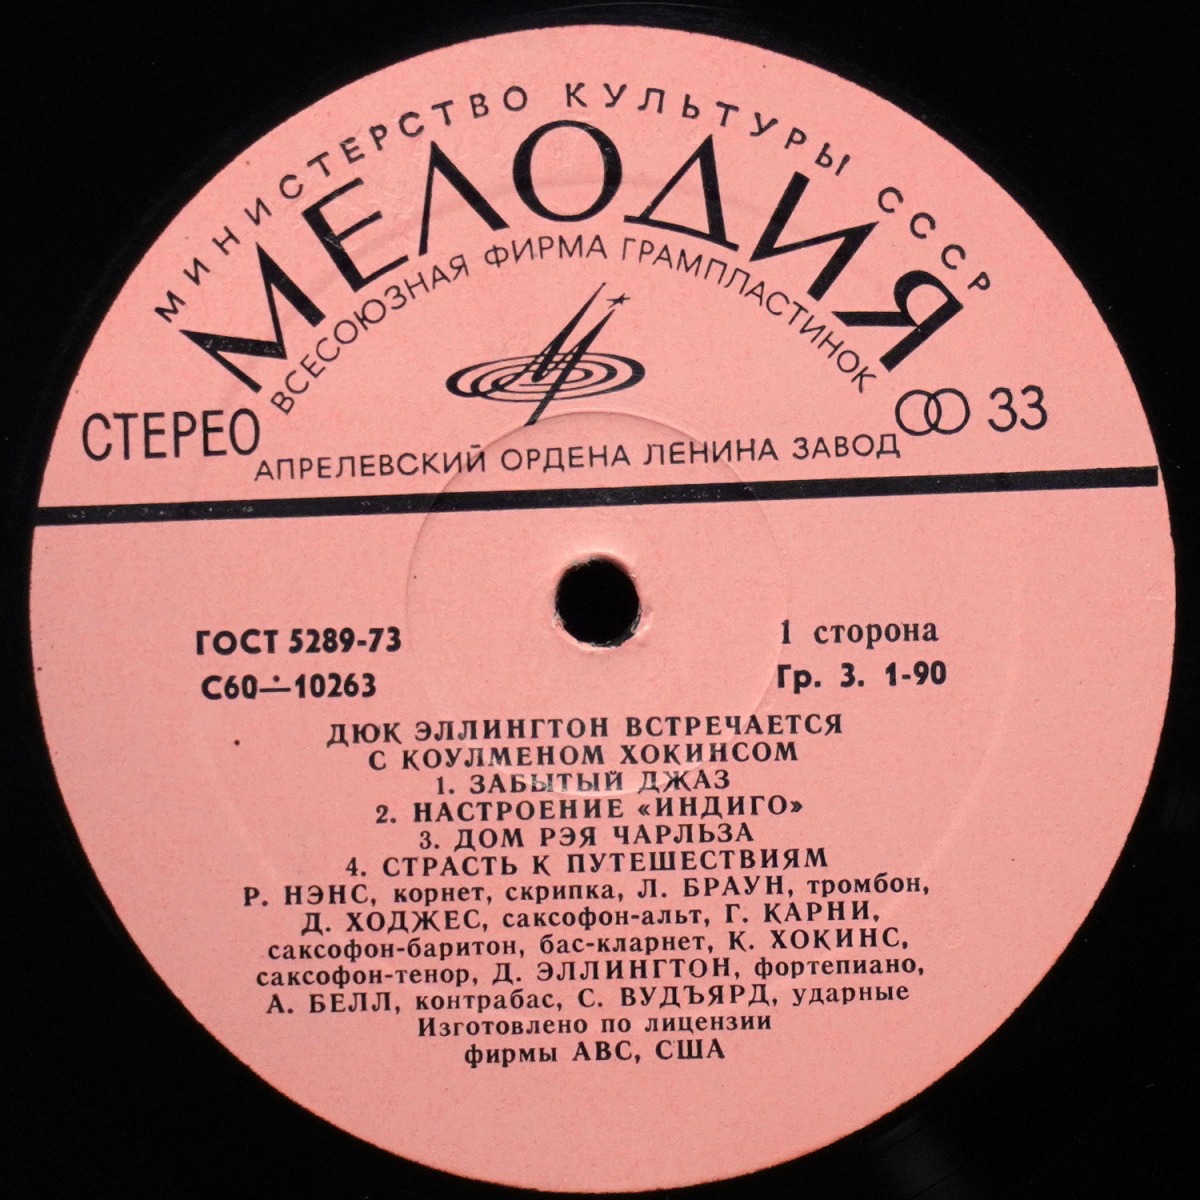 МИНИСТЕРСТВО КУЛЬТУРЫ СССР
МЕЛОДИЯ
ВСЕСОЮЗНАЯ ФИРМА ГРАМПЛАСТИНОК
СТЕРЕО
33
АПРЕЛЕВСКИЙ ОРДЕНА ЛЕНИНА ЗАВОД
ГОСТ 5289-73
1 сторона
С60—10263
Гр. 3. 1-90
ДЮК ЭЛЛИНГТОН ВСТРЕЧАЕТСЯ
С КОУЛМЕНОМ ХОКИНСОМ
1. ЗАБЫТЫЙ ДЖАЗ
2. НАСТРОЕНИЕ «ИНДИГО»
3. ДОМ РЭЯ ЧАРЛЬЗА
4. СТРАСТЬ К ПУТЕШЕСТВИЯМ
Р. НЭНС, корнет, скрипка, Л. БРАУН, тромбон,
Д. ХОДЖЕС, саксофон-альт, Г. КАРНИ,
саксофон-баритон, бас-кларнет, К. ХОКИНС,
саксофон-тенор, Д. ЭЛЛИНГТОН, фортепиано,
А. БЕЛЛ, контрабас, С. ВУДЪЯРД, ударные
Изготовлено по лицензии
фирмы АВС, США